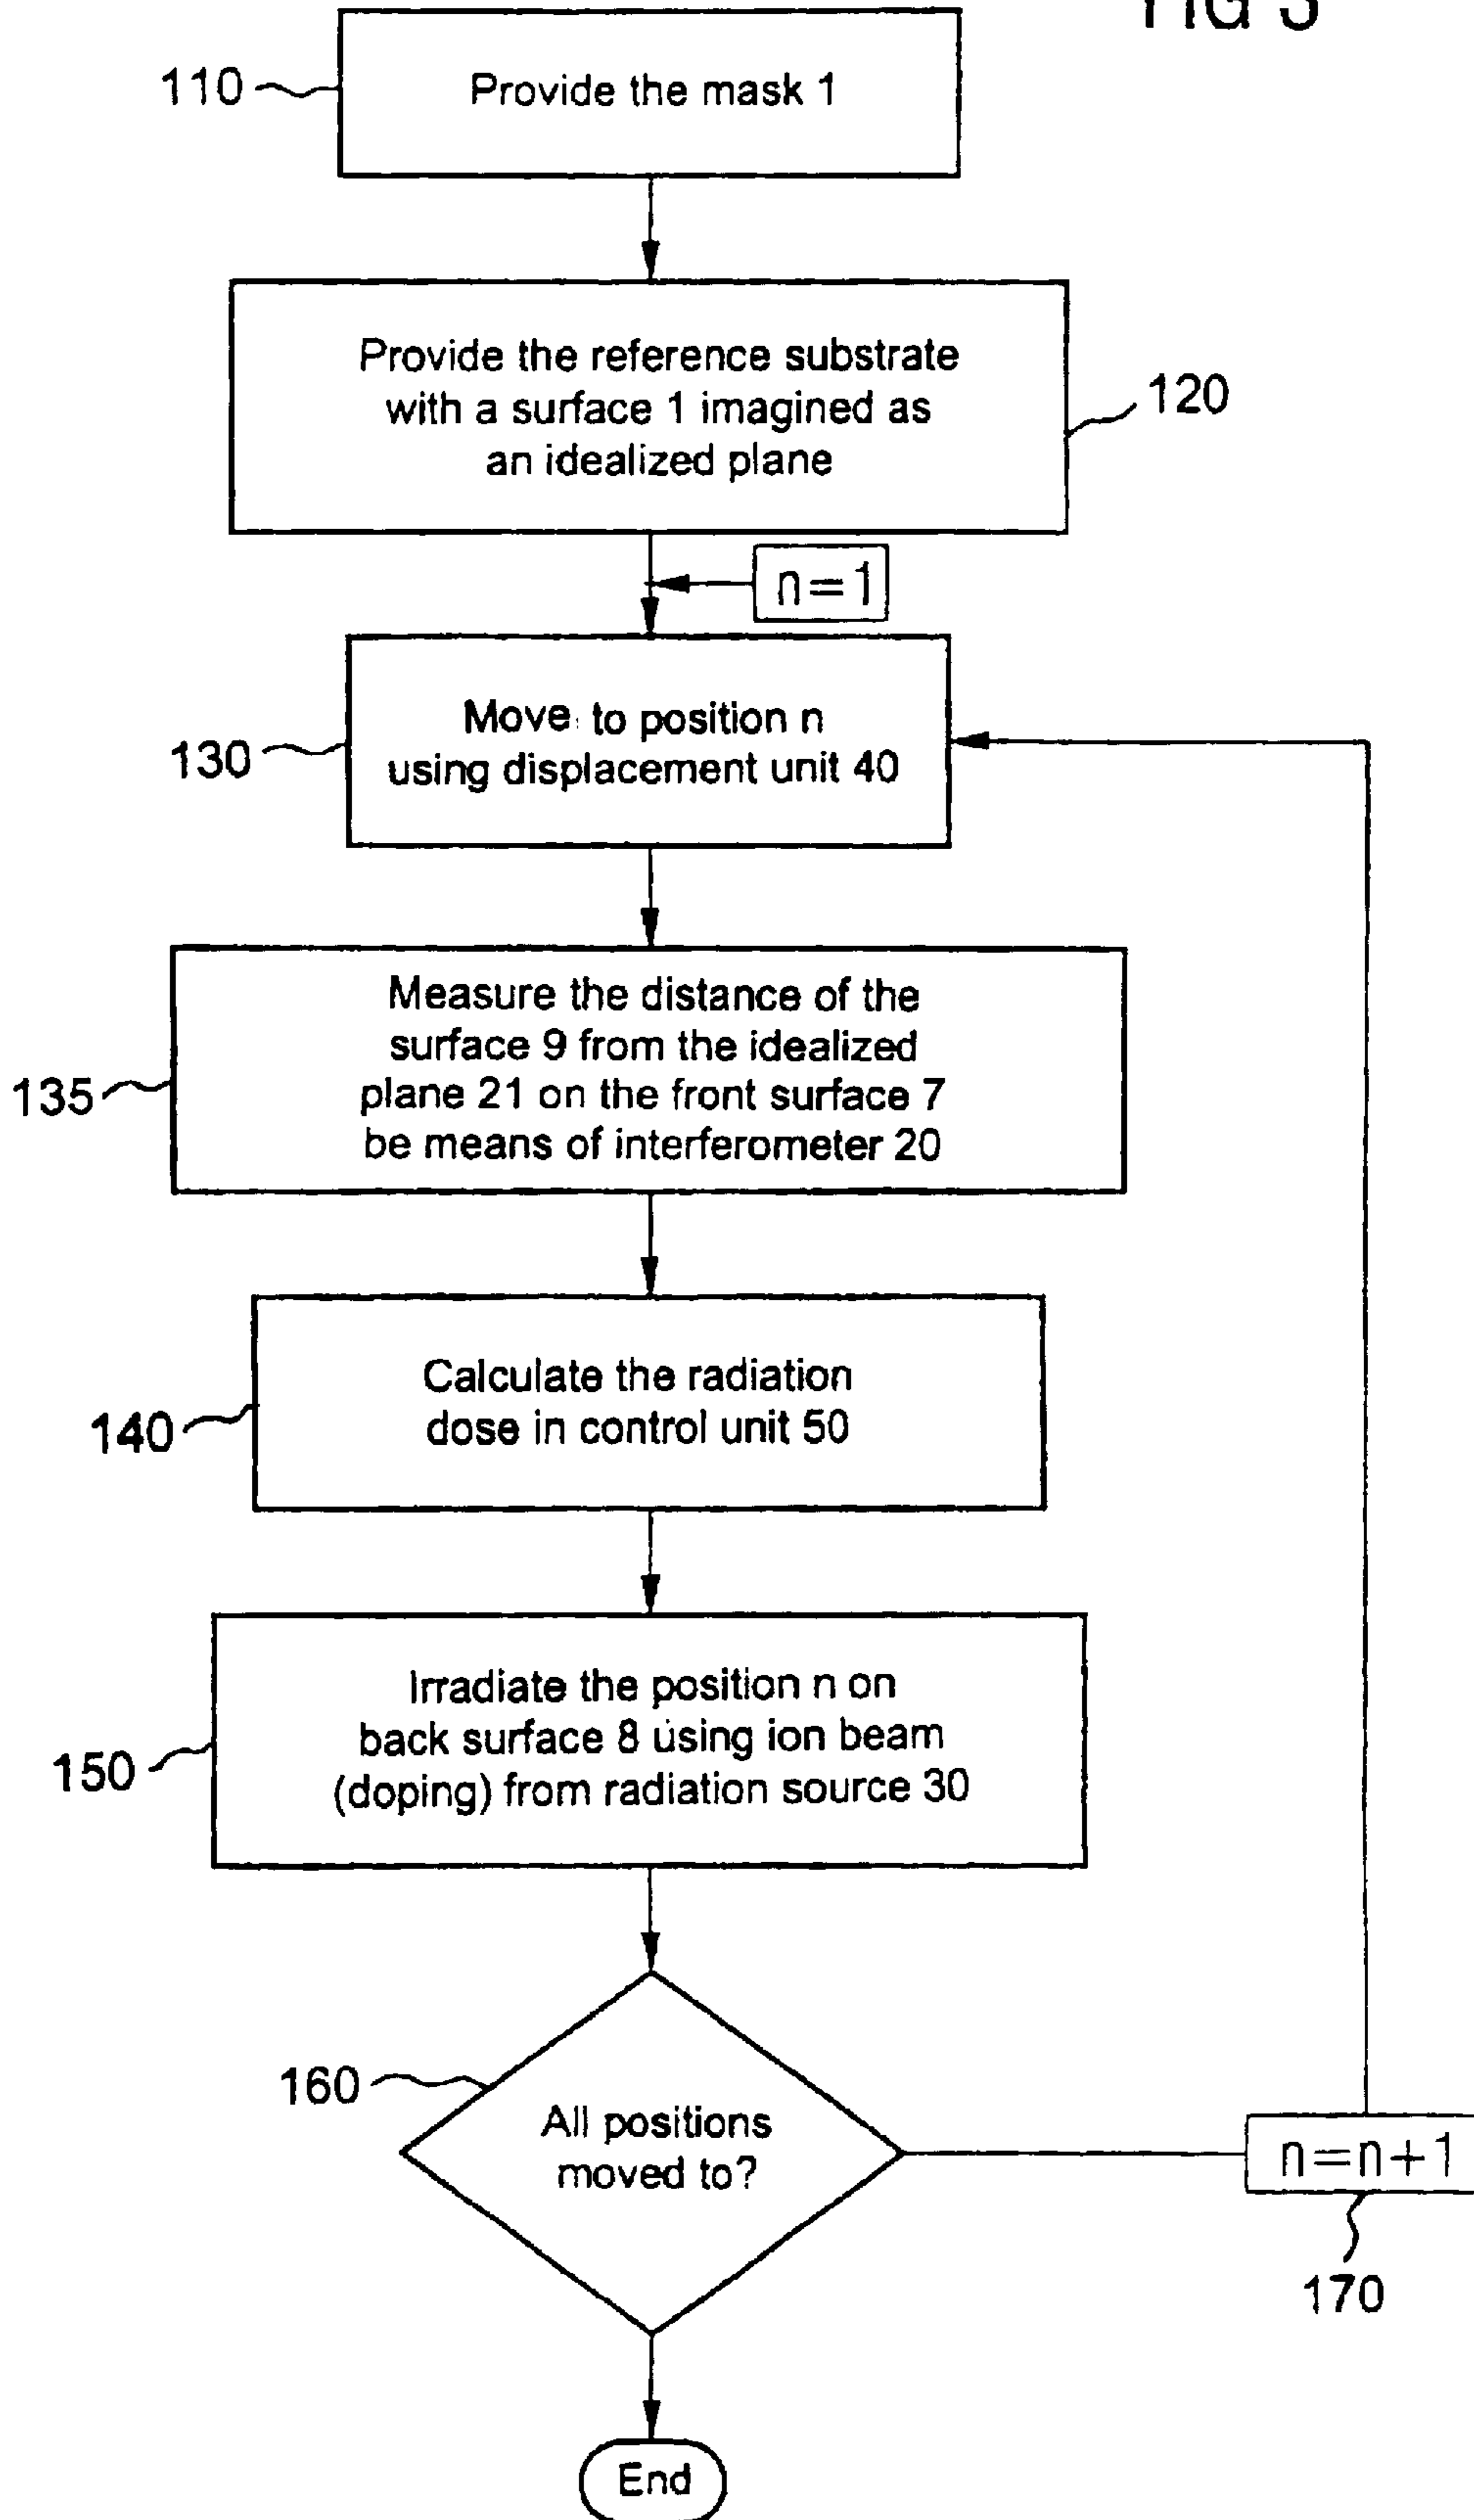 FIG 3
110
Provide the mask 1
Provide the reference substrate
with a surface 1 imagined as
an idealized plane
120
n=1
Move to position n
using displacement unit 40
130
Measure the distance of the
surface 9 from the idealized
plane 21 on the front surface 7
be means of interferometer 20
135
Calculate the radiation
dose in control unit 50
140
Irradiate the position n on
back surface 8 using ion beam
(doping) from radiation source 30
150
160
All positions
moved to?
n=n+1
170
End